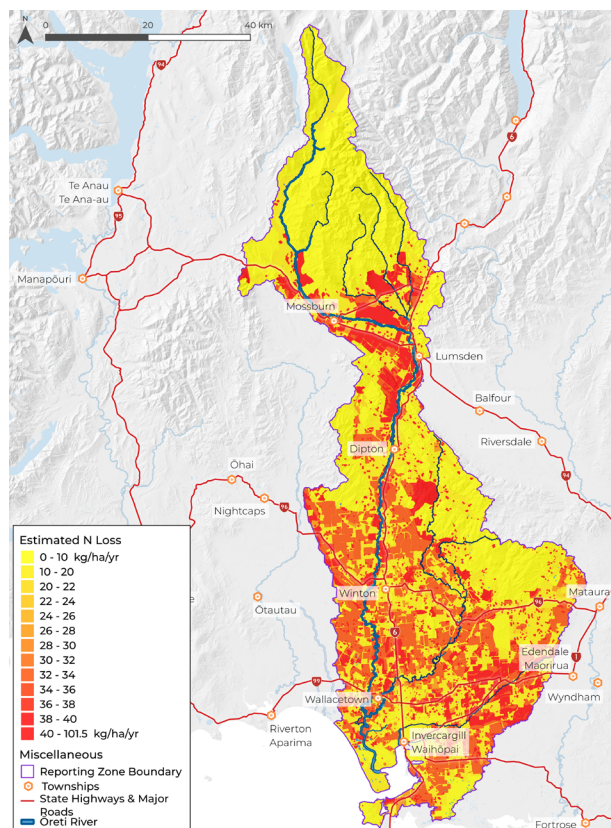 N
0
20
40 km
94
6
Te Anau
Te Ana-au
95
Manapōuri
Mossburn
Lumsden
Balfour
Riversdale
94
Dipton
Ōhai
Nightcaps
96
Estimated N Loss
0 - 10 kg/ha/yr
10 - 20
20 - 22
22 - 24
24 - 26
26 - 28
28 - 30
30 - 32
32 - 34
34 - 36
36 - 38
38 - 40
40 - 101.5 kg/ha/yr
Miscellaneous
Reporting Zone Boundary
Townships
State Highways & Major
Roads
Ōreti River
Ōtautau
Winton
96
Mataura
6
Edendale
Maorirua
1
Wyndham
99
Wallacetown
Riverton
Aparima
Invercargill
Waihōpai
Fortrose